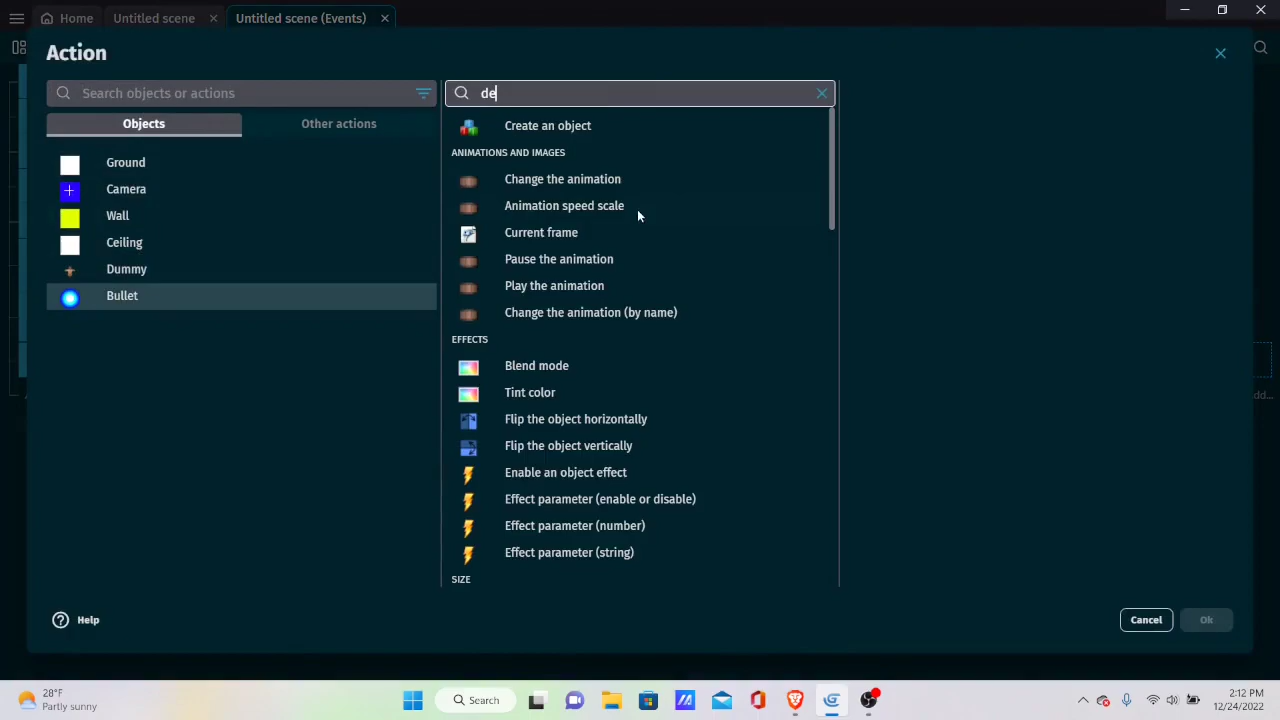 Home
Untitled scene
Untitled scene (Events)
Action
Search objects or actions
de
Objects
Other actions
Ground
Camera
Wall
Ceiling
Dummy
Bullet
Create an object
ANIMATIONS AND IMAGES
Change the animation
Animation speed scale
Current frame
Pause the animation
Play the animation
Change the animation (by name)
EFFECTS
Blend mode
Tint color
Flip the object horizontally
Flip the object vertically
Enable an object effect
Effect parameter (enable or disable)
Effect parameter (number)
Effect parameter (string)
SIZE
dd...
Help
Cancel
Ok
28°F
Partly sunny
Search
2:12 PM
12/24/2022